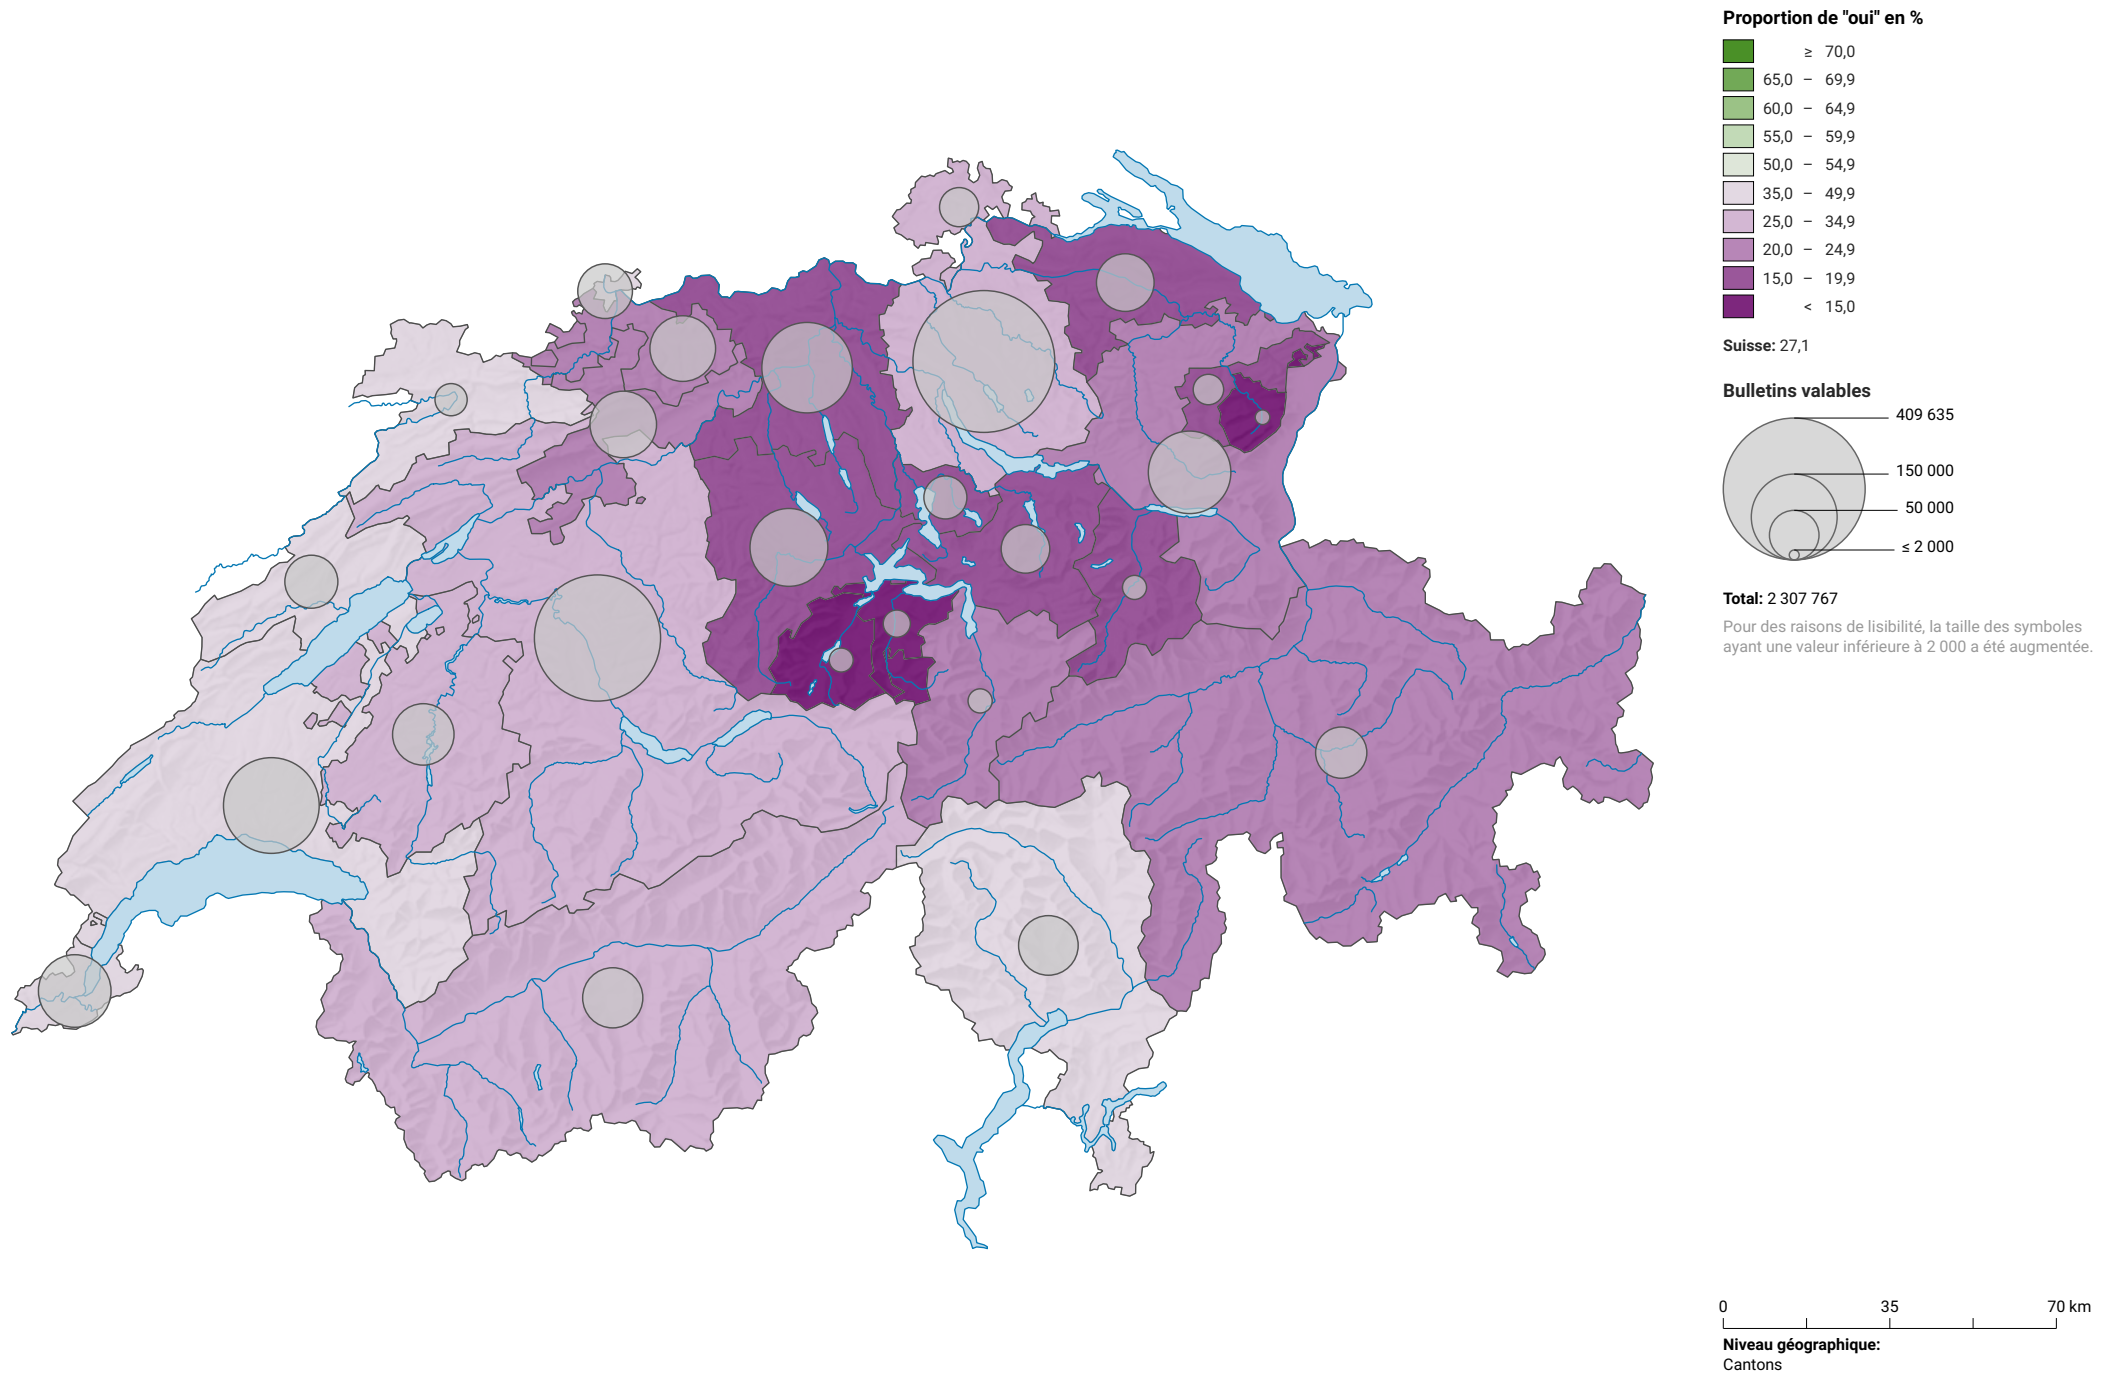 Proportion de "oui" en %
≥ 70,0
65,0 – 69,9
60,0 – 64,9
55,0 – 59,9
50,0 – 54,9
35,0 – 49,9
25,0 – 34,9
20,0 – 24,9
15,0 – 19,9
< 15,0
Suisse: 27,1
Bulletins valables
409 635
150 000
50 000
≤ 2 000
Total: 2 307 767
Pour des raisons de lisibilité, la taille des symboles
ayant une valeur inférieure à 2 000 a été augmentée.
0 35 70 km
Niveau géographique:
Cantons